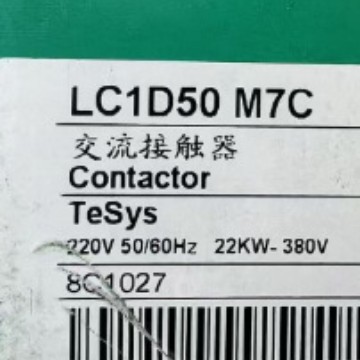 LC1D50 M7C
交流接触器
Contactor
TeSys
220V 50/60Hz 22KW- 380V
8C1027